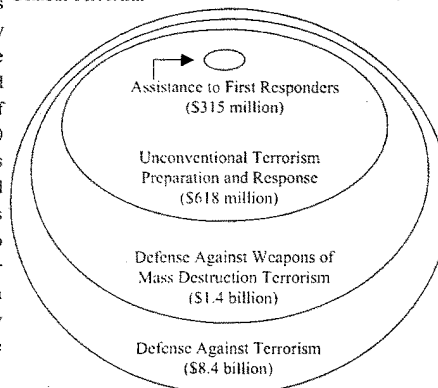 Assistance to First Responders
($315 million)
Unconventional Terrorism
Preparation and Response
($618 million)
Defense Against Weapons of
Mass Destruction Terrorism
($1.4 billion)
Defense Against Terrorism
($8.4 billion)